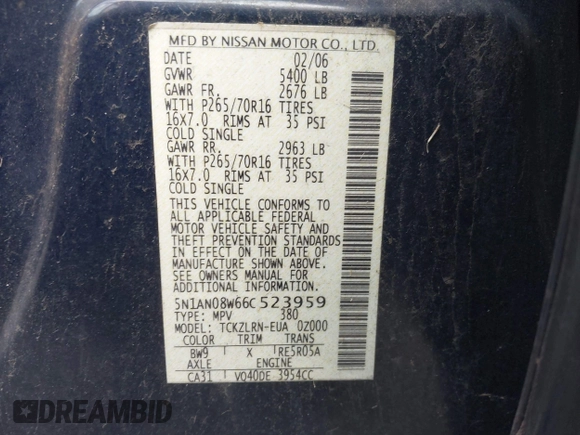 MFD BY NISSAN MOTOR CO., LTD.
DATE 02/06
GVWR 5400 LB
GAWR FR. 2676 LB
WITH P265/70R16 TIRES
16x7.0 RIMS AT 35 PSI
COLD SINGLE
GAWR RR. 2963 LB
WITH P265/70R16 TIRES
16x7.0 RIMS AT 35 PSI
COLD SINGLE
THIS VEHICLE CONFORMS TO
ALL APPLICABLE FEDERAL
MOTOR VEHICLE SAFETY AND
THEFT PREVENTION STANDARDS
IN EFFECT ON THE DATE OF
MANUFACTURE SHOWN ABOVE.
SEE OWNERS MANUAL FOR
ADDITIONAL INFORMATION.
5N1AN08W66C523959
TYPE: MPV 380
MODEL: TCKZLRN-EUA 0Z000
COLOR TRIM TRANS
BW9 X RE5R05A
AXLE ENGINE
CA31 VQ40DE 3954CC
DREAMBID